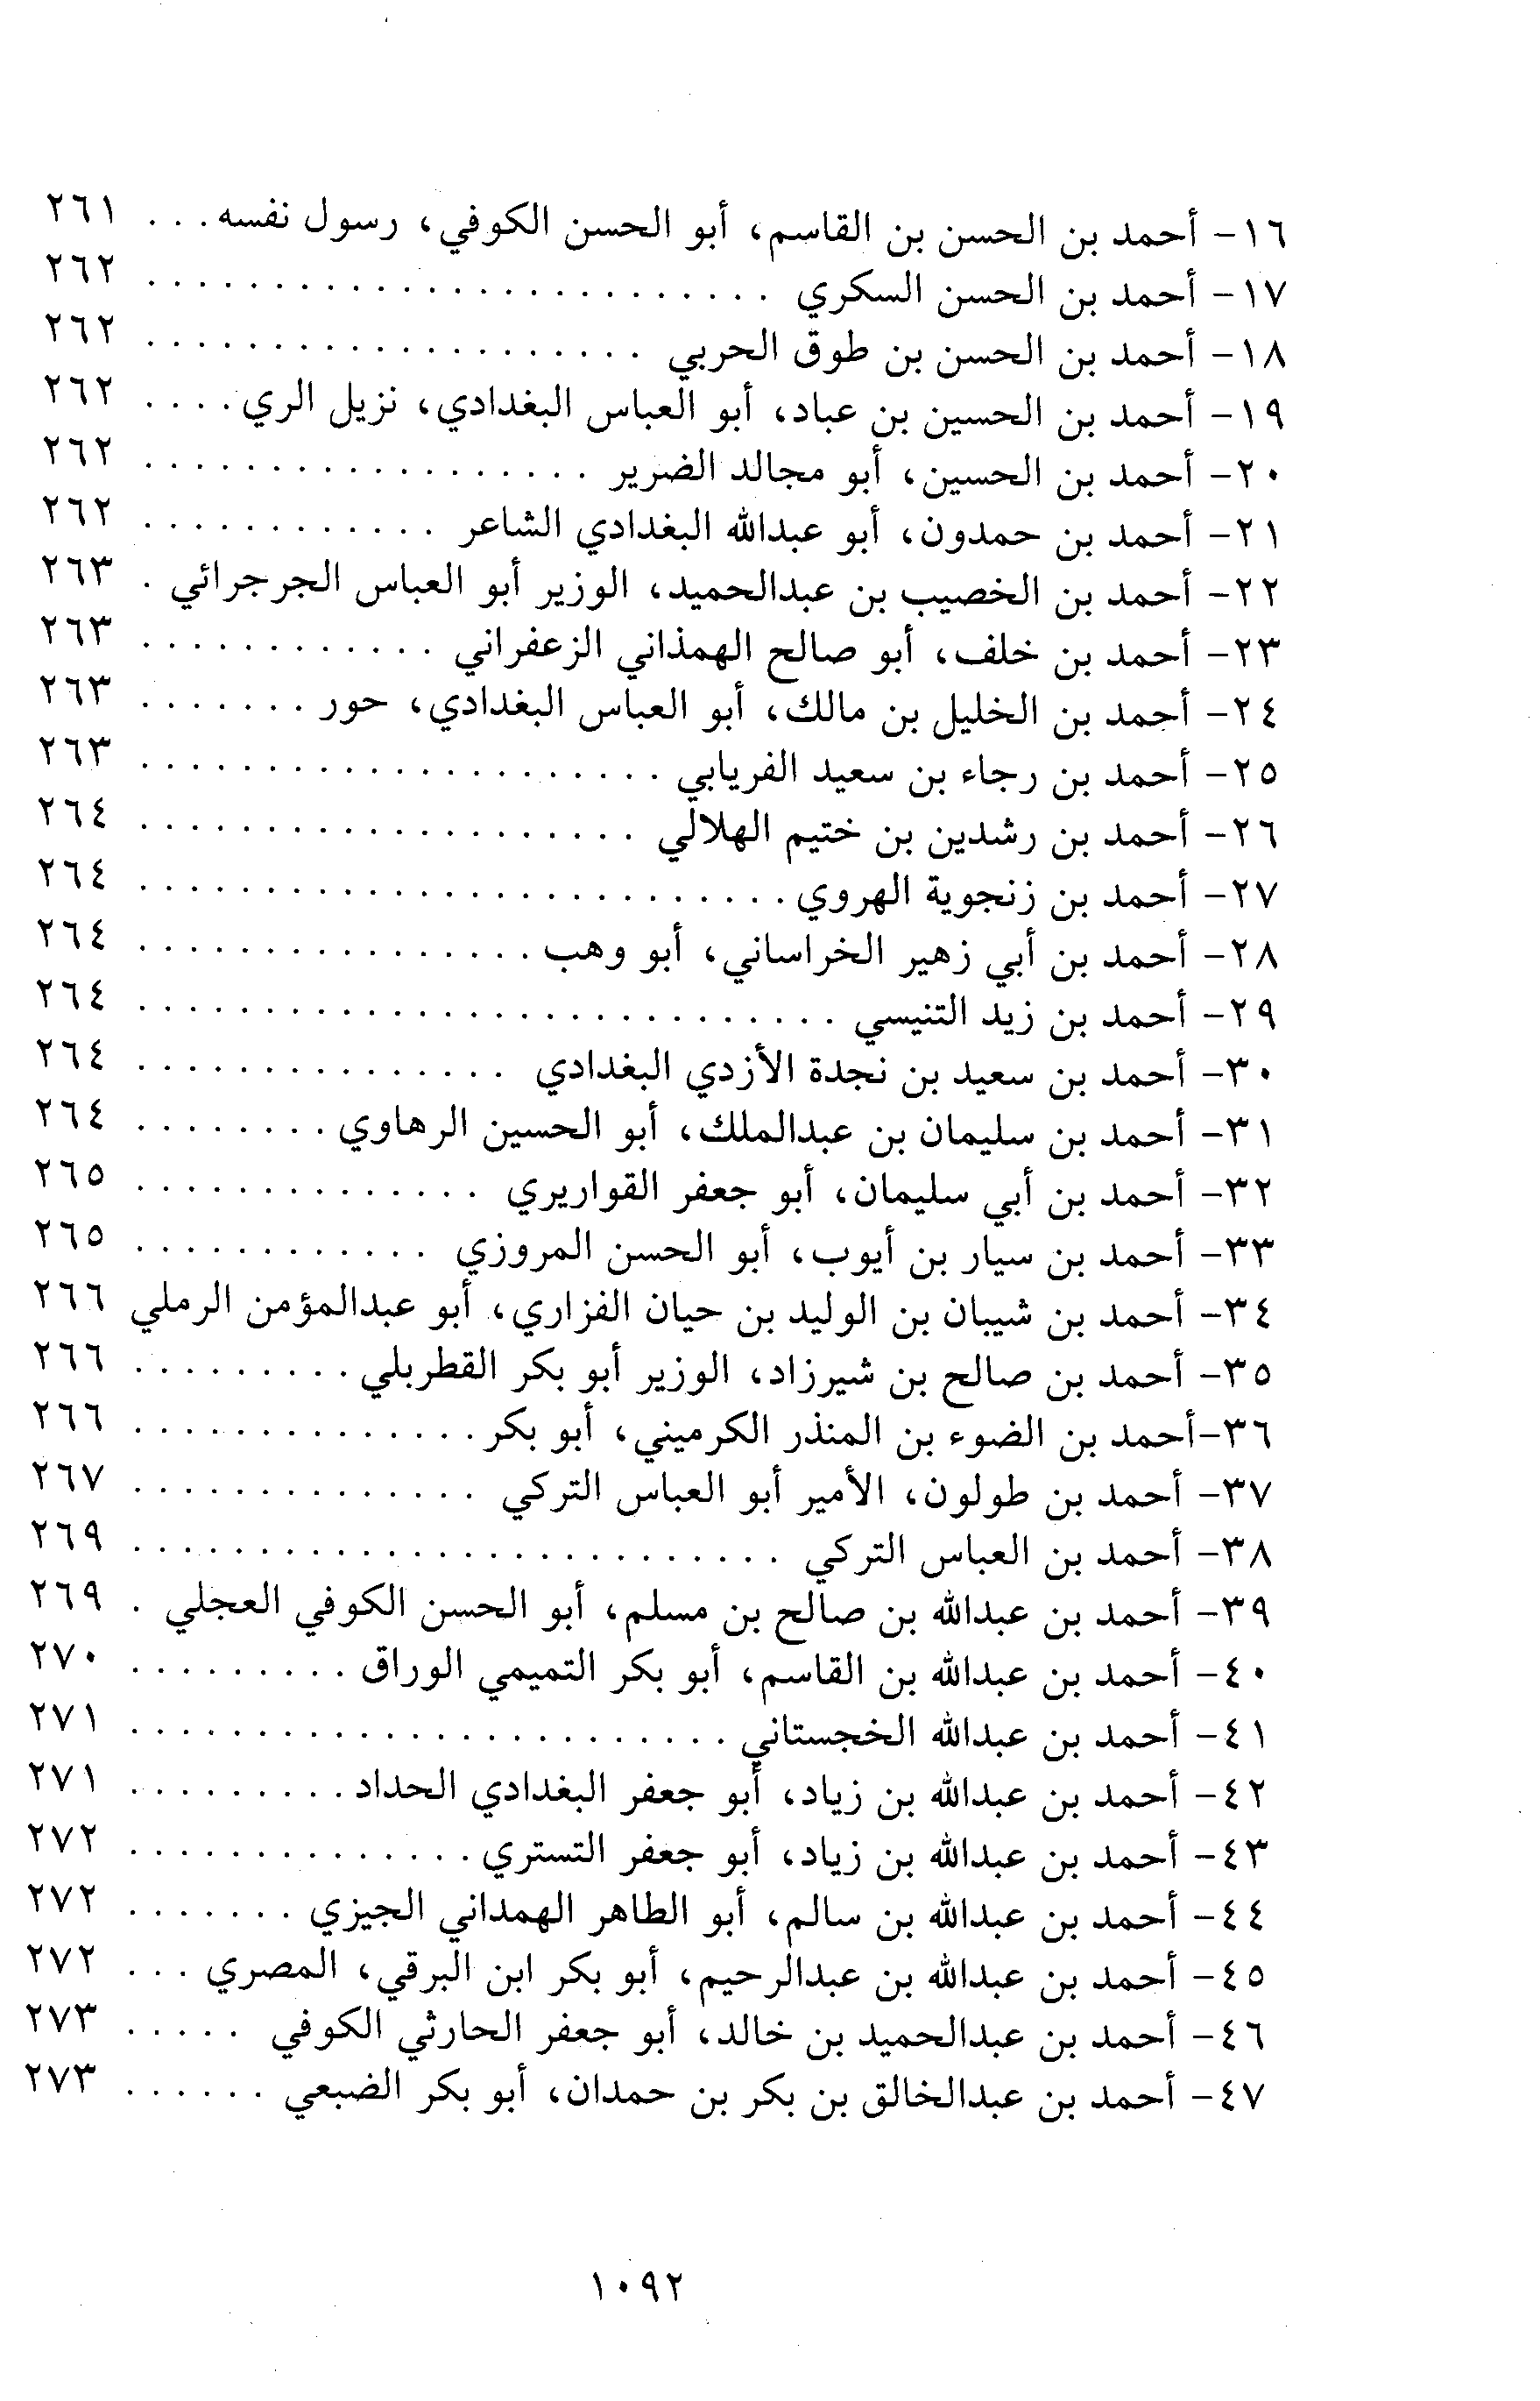 ١٦- أحمد بن الحسن بن القاسم، أبو الحسن الكوفي، رسول نفسه . . . ٢٦١
١٧- أحمد بن الحسن السكري . . . . . . . . . . . . . . . . . . . . . . . . . ٢٦٢
١٨- أحمد بن الحسن بن طوق الحربي . . . . . . . . . . . . . . . . . . . . ٢٦٢
١٩- أحمد بن الحسين بن عباد، أبو العباس البغدادي، نزيل الري . . . . ٢٦٢
٢٠- أحمد بن الحسين، أبو مجالد الضرير . . . . . . . . . . . . . . . . . . ٢٦٢
٢١- أحمد بن حمدون، أبو عبدالله البغدادي الشاعر . . . . . . . . . . . . ٢٦٢
٢٢- أحمد بن الخصيب بن عبدالحميد، الوزير أبو العباس الجرجرائي . ٢٦٣
٢٣- أحمد بن خلف، أبو صالح الهمذاني الزعفراني . . . . . . . . . . . . ٢٦٣
٢٤- أحمد بن الخليل بن مالك، أبو العباس البغدادي، حور . . . . . . . ٢٦٣
٢٥- أحمد بن رجاء بن سعيد الفريابي . . . . . . . . . . . . . . . . . . . . . ٢٦٣
٢٦- أحمد بن رشدين بن ختيم الهلالي . . . . . . . . . . . . . . . . . . . . ٢٦٤
٢٧- أحمد بن زنجوية الهروي . . . . . . . . . . . . . . . . . . . . . . . . . . ٢٦٤
٢٨- أحمد بن أبي زهير الخراساني، أبو وهب . . . . . . . . . . . . . . . . ٢٦٤
٢٩- أحمد بن زيد التنيسي . . . . . . . . . . . . . . . . . . . . . . . . . . . . ٢٦٤
٣٠- أحمد بن سعيد بن نجدة الأزدي البغدادي . . . . . . . . . . . . . . . ٢٦٤
٣١- أحمد بن سليمان بن عبدالملك، أبو الحسين الرهاوي . . . . . . . . ٢٦٤
٣٢- أحمد بن أبي سليمان، أبو جعفر القواريري . . . . . . . . . . . . . . ٢٦٥
٣٣- أحمد بن سيار بن أيوب، أبو الحسن المروزي . . . . . . . . . . . . ٢٦٥
٣٤- أحمد بن شيبان بن الوليد بن حيان الفزاري، أبو عبدالمؤمن الرملي ٢٦٦
٣٥- أحمد بن صالح بن شيرزاد، الوزير أبو بكر القطربلي . . . . . . . . . ٢٦٦
٣٦-أحمد بن الضوء بن المنذر الكرميني، أبو بكر . . . . . . . . . . . . . . ٢٦٦
٣٧- أحمد بن طولون، الأمير أبو العباس التركي . . . . . . . . . . . . . . ٢٦٧
٣٨- أحمد بن العباس التركي . . . . . . . . . . . . . . . . . . . . . . . . . . ٢٦٩
٣٩- أحمد بن عبدالله بن صالح بن مسلم، أبو الحسن الكوفي العجلي . ٢٦٩
٤٠- أحمد بن عبدالله بن القاسم، أبو بكر التميمي الوراق . . . . . . . . . ٢٧٠
٤١- أحمد بن عبدالله الخجستاني . . . . . . . . . . . . . . . . . . . . . . . . ٢٧١
٤٢- أحمد بن عبدالله بن زياد، أبو جعفر البغدادي الحداد . . . . . . . . . ٢٧١
٤٣- أحمد بن عبدالله بن زياد، أبو جعفر التستري . . . . . . . . . . . . . . ٢٧٢
٤٤- أحمد بن عبدالله بن سالم، أبو الطاهر الهمداني الجيزي . . . . . . . ٢٧٢
٤٥- أحمد بن عبدالله بن عبدالرحيم، أبو بكر ابن البرقي، المصري . . . ٢٧٢
٤٦- أحمد بن عبدالحميد بن خالد، أبو جعفر الحارثي الكوفي . . . . . ٢٧٣
٤٧- أحمد بن عبدالخالق بن بكر بن حمدان، أبو بكر الضبعي . . . . . . ٢٧٣
١٠٩٢